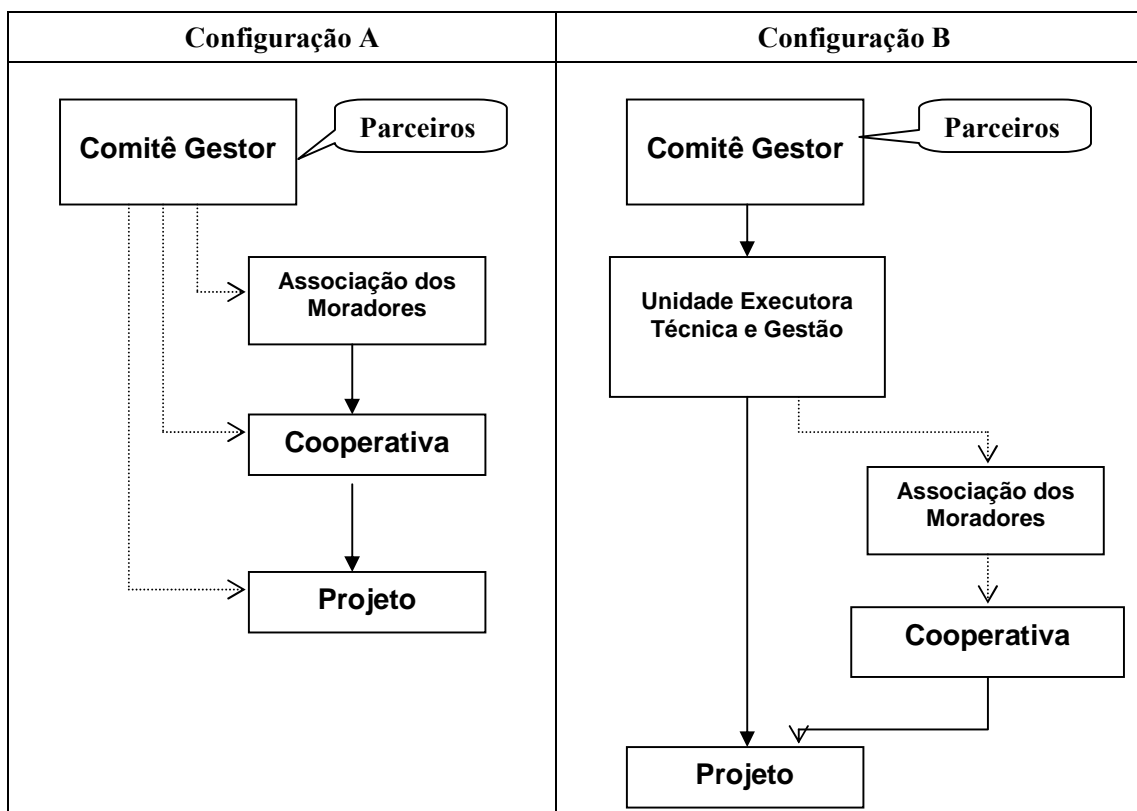 Configuração A
Configuração B
Comitê Gestor
Parceiros
Associação dos
Moradores
Cooperativa
Projeto
Comitê Gestor
Parceiros
Unidade Executora
Técnica e Gestão
Associação dos
Moradores
Cooperativa
Projeto